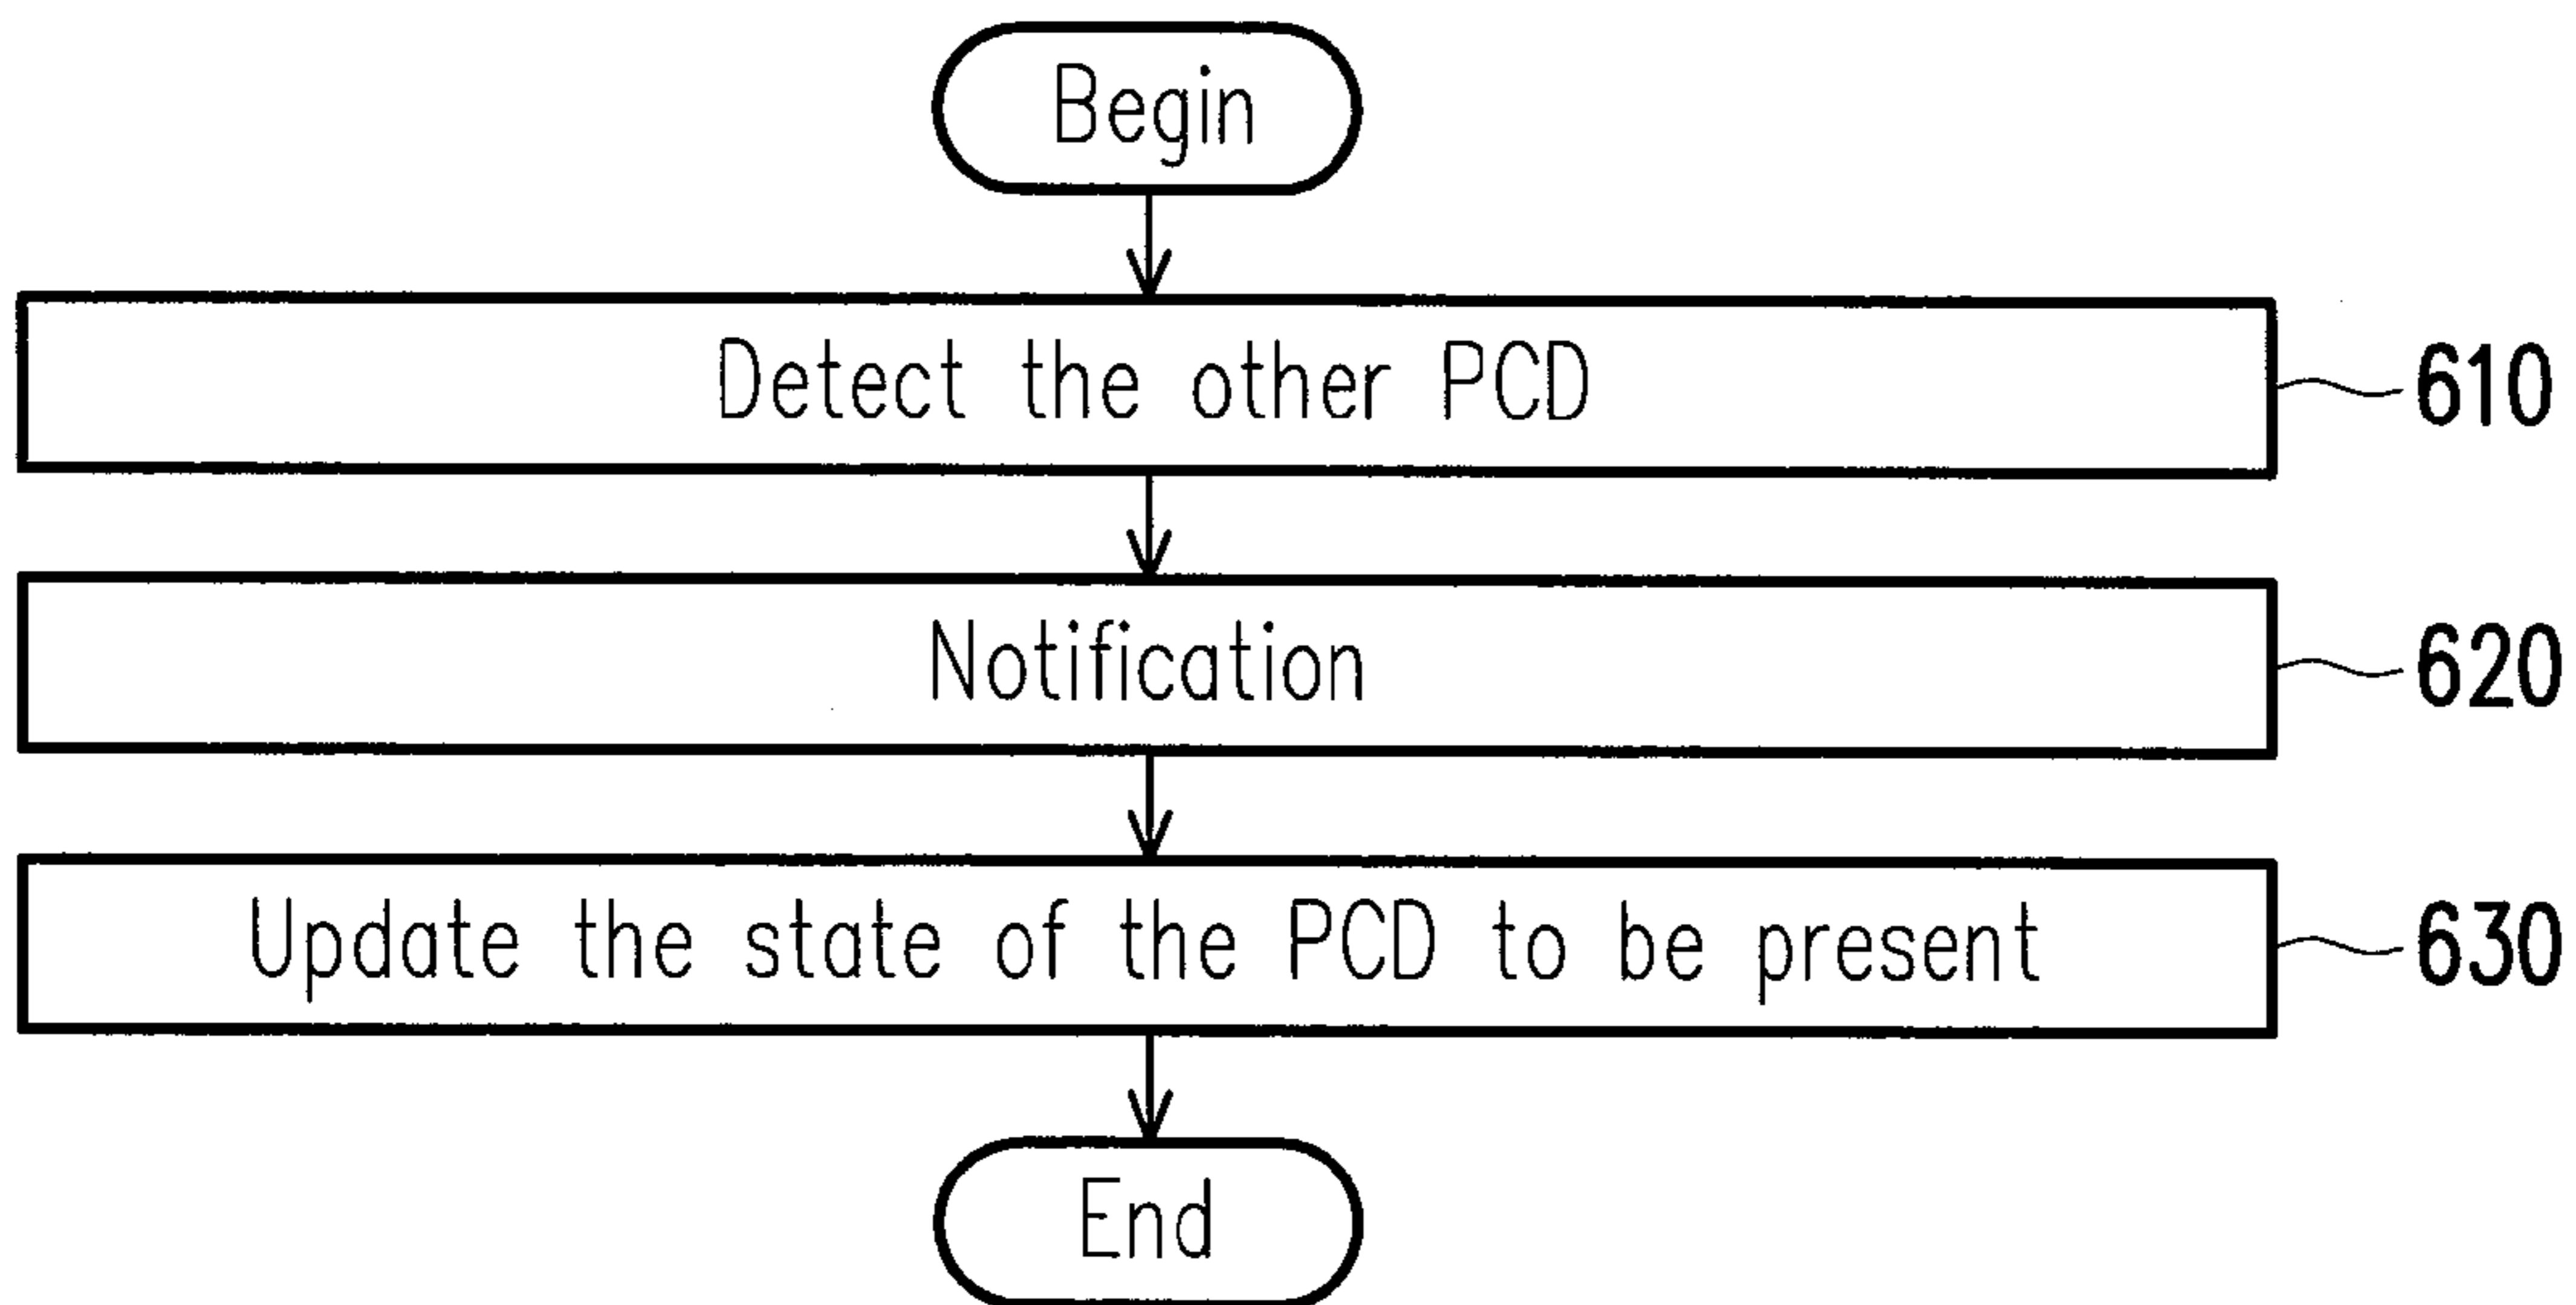 Begin
Detect the other PCD
610
Notification
620
Update the state of the PCD to be present
630
End